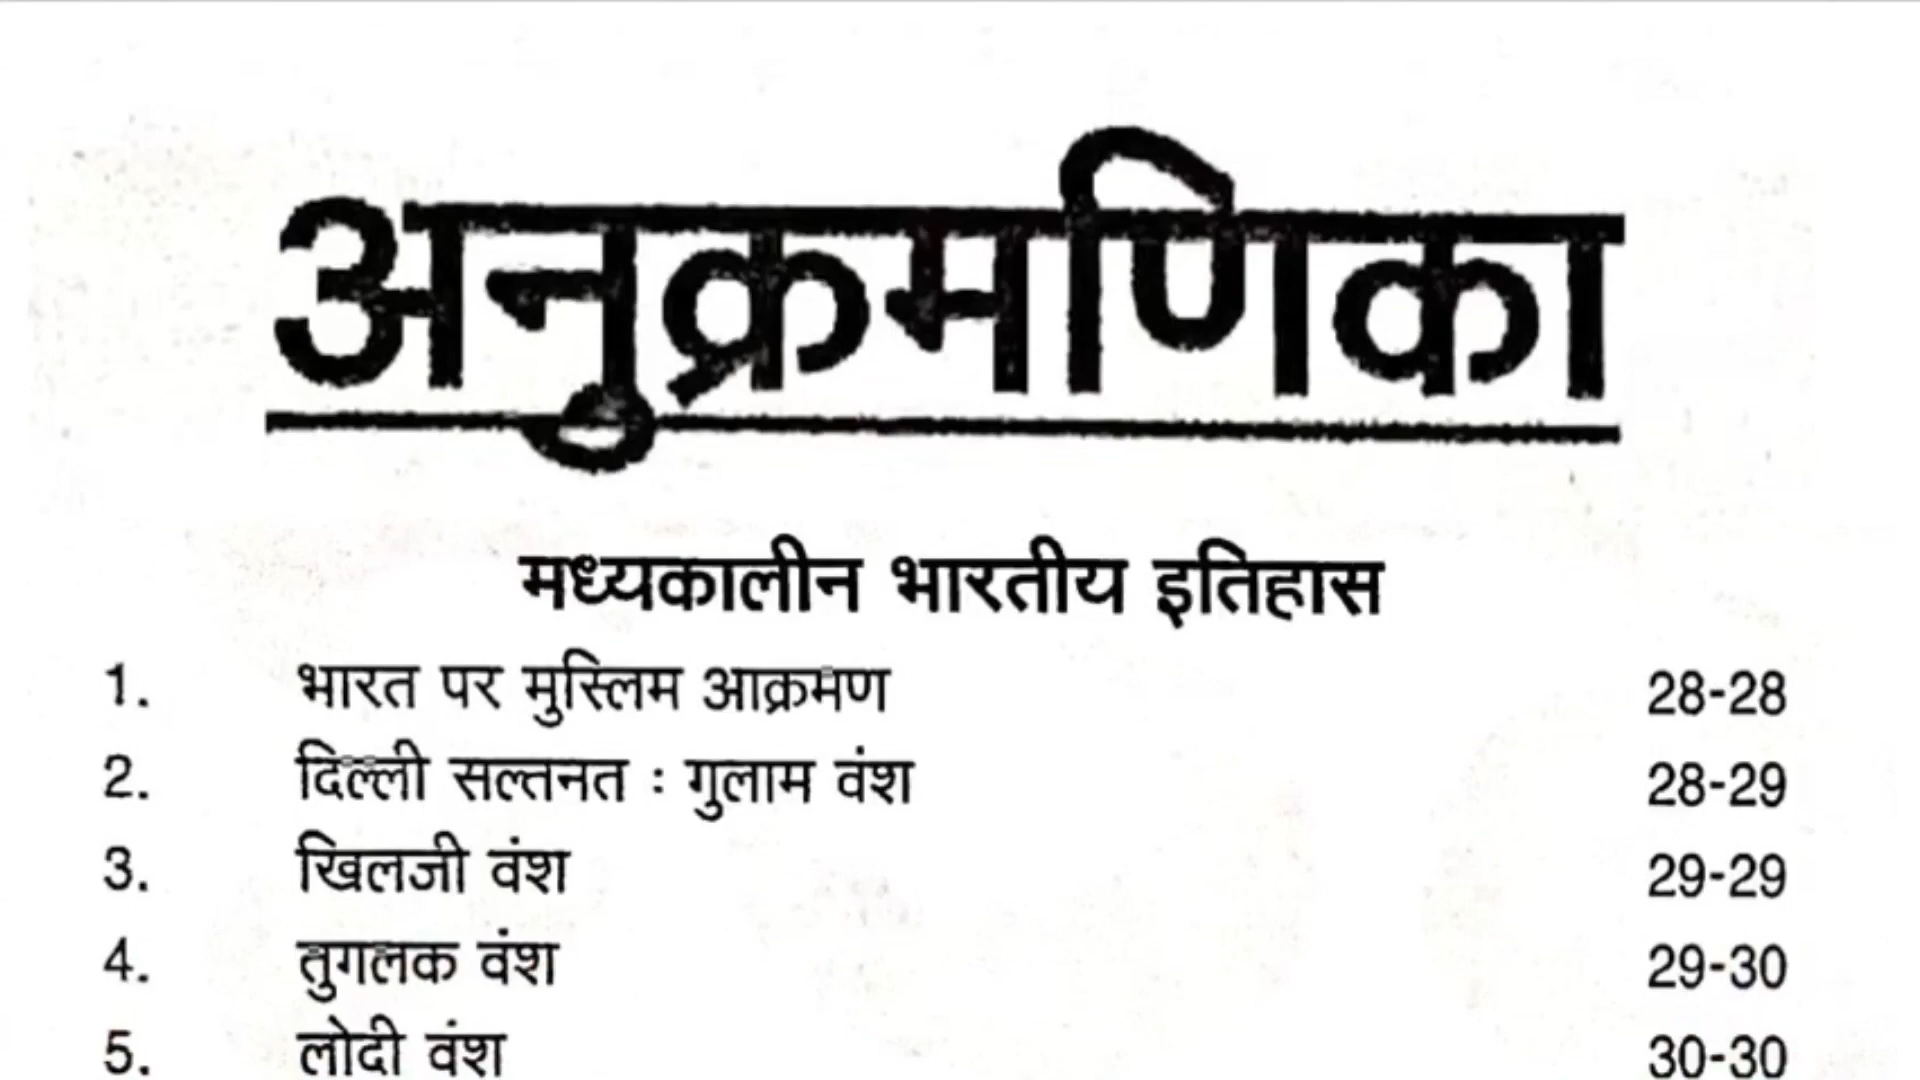 अनुक्रमणिका
मध्यकालीन भारतीय इतिहास
1. भारत पर मुस्लिम आक्रमण 28-28
2. दिल्ली सल्तनत : गुलाम वंश 28-29
3. खिलजी वंश 29-29
4. तुगलक वंश 29-30
5. लोदी वंश 30-30